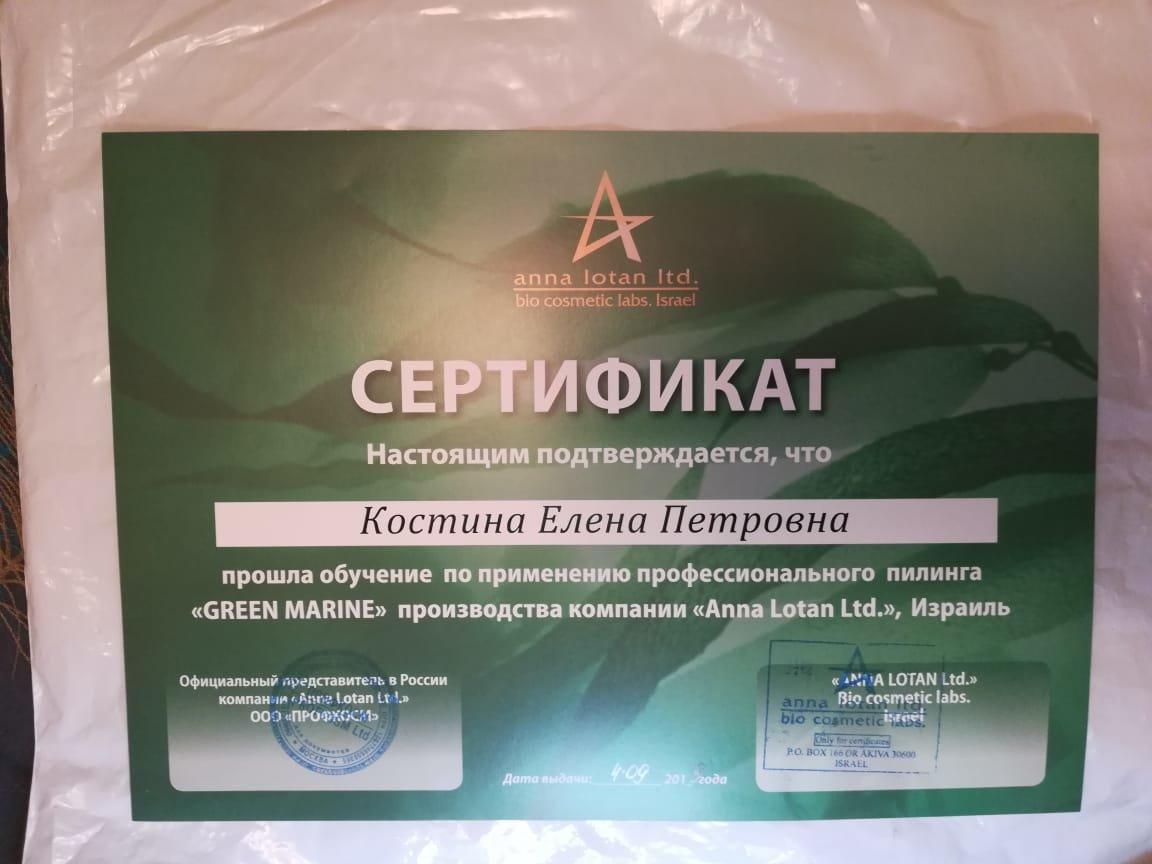 anna lotan ltd.
bio cosmetic labs. Israel
СЕРТИФИКАТ
Настоящим подтверждается, что
Костина Елена Петровна
прошла обучение по применению профессионального пилинга
«GREEN MARINE» производства компании «Anna Lotan Ltd.», Израиль
Официальный представитель в России
компании «Anna Lotan Ltd.»
ООО «ПРОФКОСМ»
«ANNA LOTAN Ltd.»
Bio cosmetic labs.
Israel
anna lotan ltd.
bio cosmetic labs.
Only for certificates
P.O. BOX 166 OR AKIVA 30600
ISRAEL
Дата выдачи: 4.09 201 года